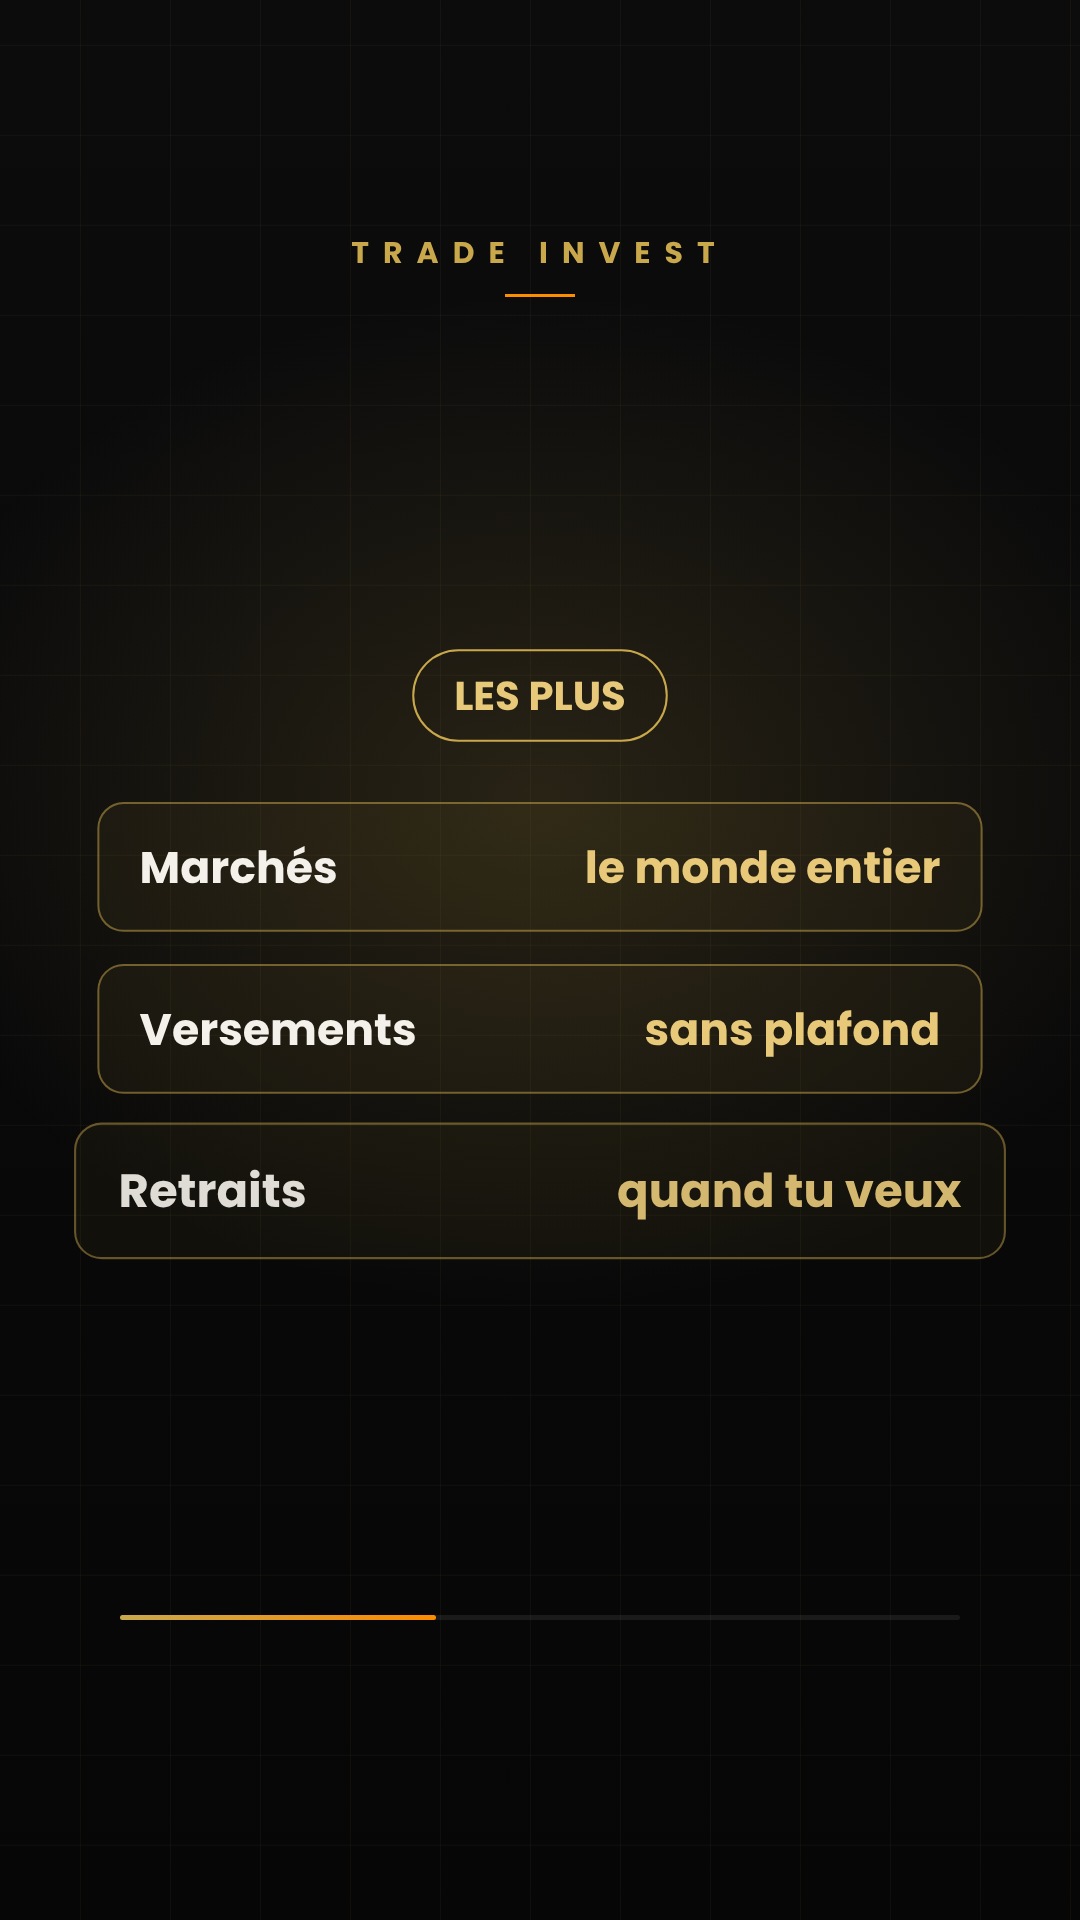 TRADE INVEST
LES PLUS
Marchés le monde entier
Versements sans plafond
Retraits quand tu veux